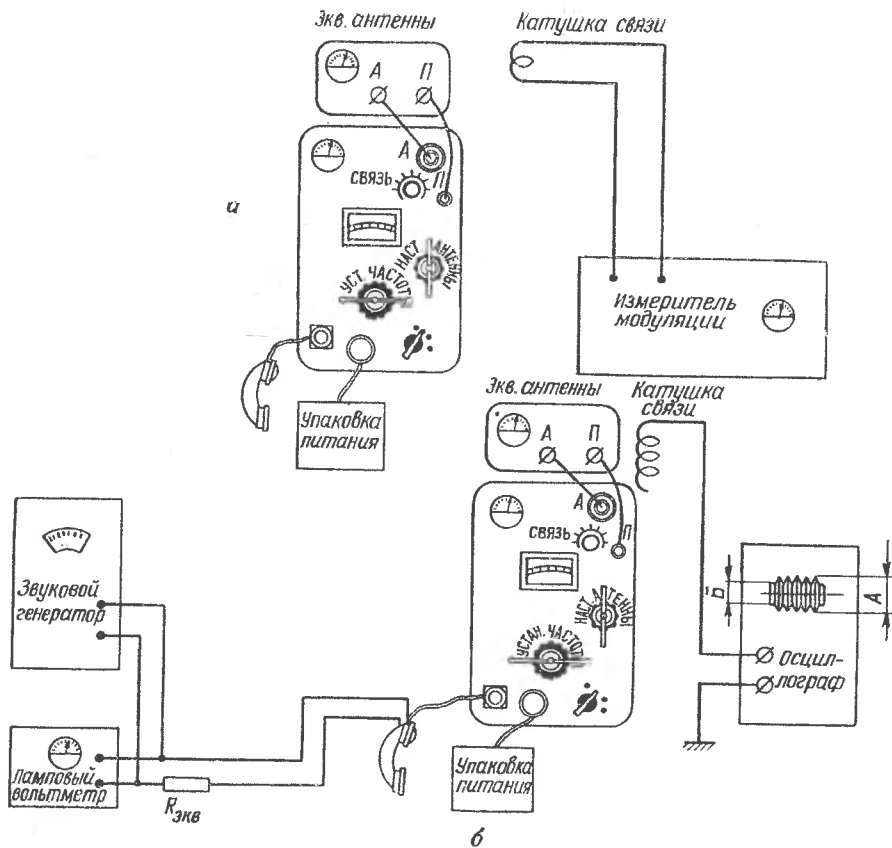 Экв. антенны
А П
Катушка связи
А
СВЯЗЬ
П
а
НАСТ АНТЕННЫ
УСТ. ЧАСТОТ
Измеритель
модуляции
Упаковка
питания
Экв. антенны
А П
Катушка
связи
А
СВЯЗЬ
П
НАСТ. АНТЕННЫ
УСТАН. ЧАСТОТ
Звуковой
генератор
А
Осцил-
лограф
Ламповый
вольтметр
Rэкв
Упаковка
питания
б